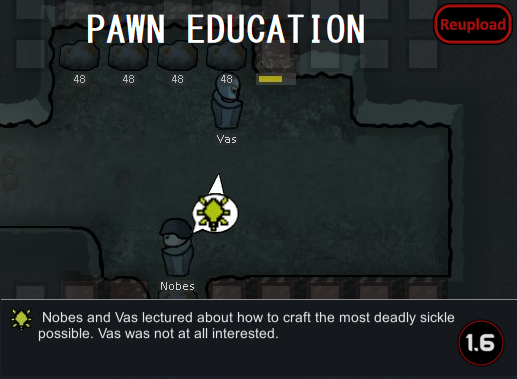 PAWN EDUCATION
Reupload
48 48 48 48
Vas
Nobes
Nobes and Vas lectured about how to craft the most deadly sickle
possible. Vas was not at all interested.
1.6